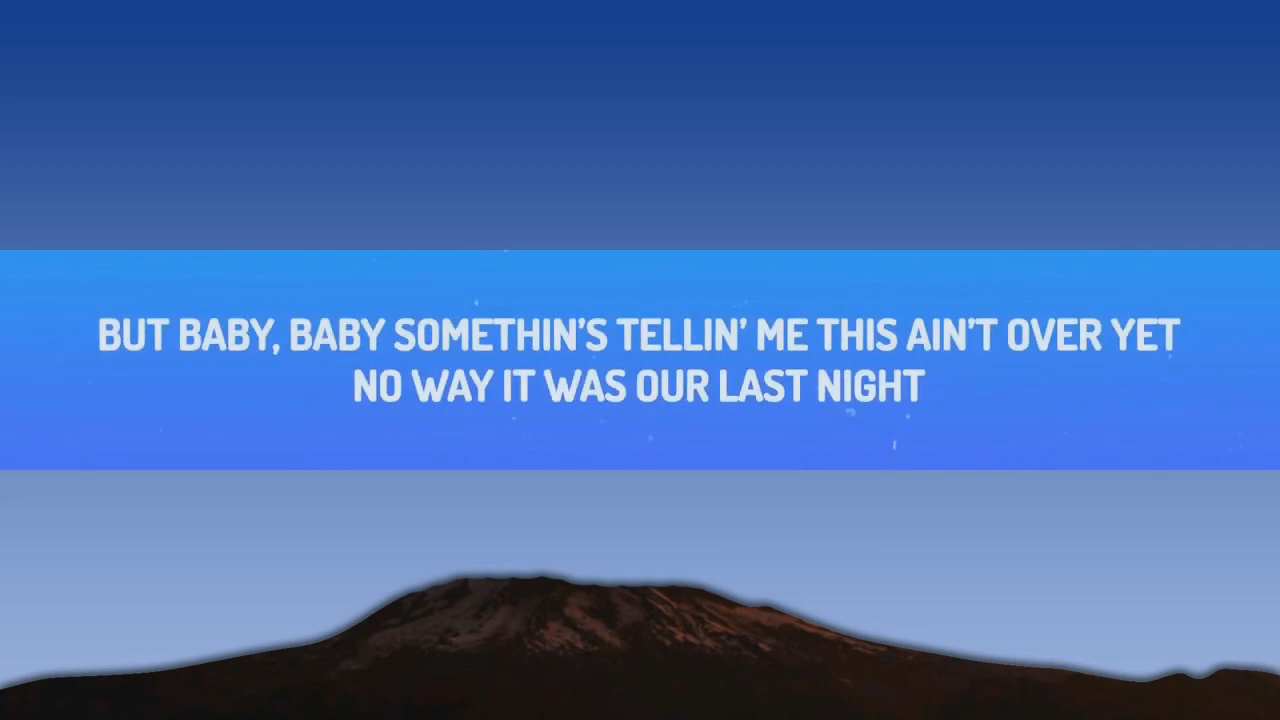 BUT BABY, BABY SOMETHIN'S TELLIN' ME THIS AIN'T OVER YET
NO WAY IT WAS OUR LAST NIGHT